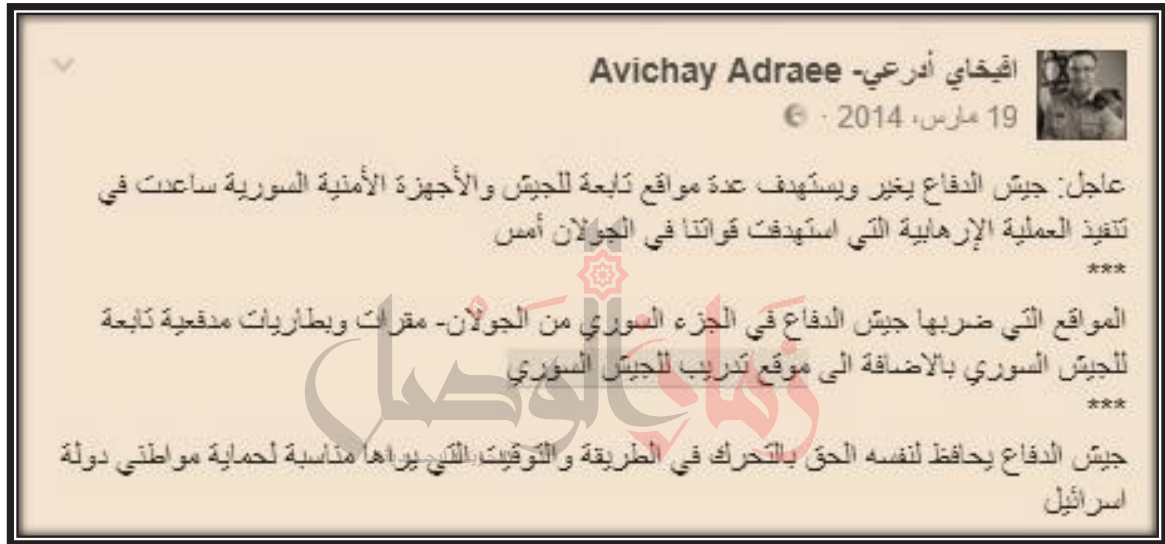 افيخاي أدرعي- Avichay Adraee
19 مارس، 2014
عاجل: جيش الدفاع يغير ويستهدف عدة مواقع تابعة للجيش والأجهزة الأمنية السورية ساعدت في
تنفيذ العملية الإرهابية التي استهدفت قواتنا في الجولان أمس
***
المواقع التي ضربها جيش الدفاع في الجزء السوري من الجولان- مقرات وبطاريات مدفعية تابعة
للجيش السوري بالاضافة الى موقع تدريب للجيش السوري
***
جيش الدفاع يحافظ لنفسه الحق بالتحرك في الطريقة والتوقيت التي يراها مناسبة لحماية مواطني دولة
اسرائيل
زمان الوصل